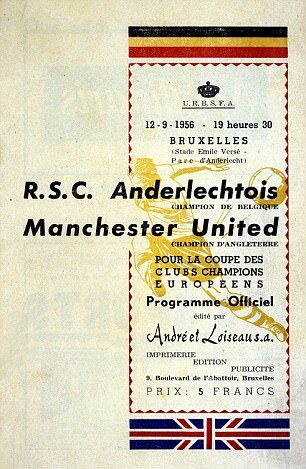 U.R.B.S.F.A.
12-9-1956 - 19 heures 30
BRUXELLES
(Stade Emile Versé -
Parc d'Anderlecht)
R.S.C. Anderlechtois
CHAMPION DE BELGIQUE
Manchester United
CHAMPION D'ANGLETERRE
POUR LA COUPE DES
CLUBS CHAMPIONS
EUROPÉENS
Programme Officiel
édité par
André et Loiseau s.a.
IMPRIMERIE
EDITION
PUBLICITE
9, Boulevard de l'Abattoir, Bruxelles
PRIX: 5 FRANCS